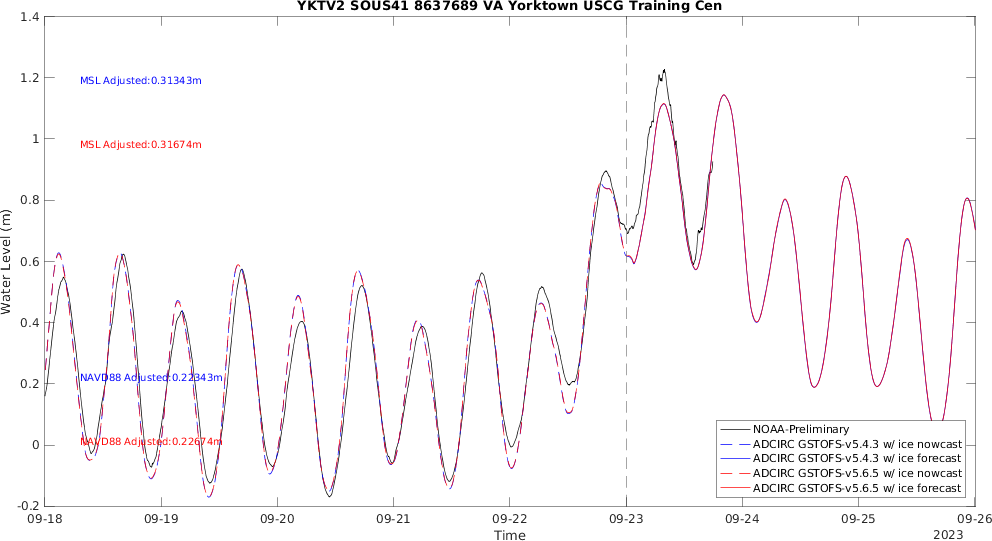 YKTV2 SOUS41 8637689 VA Yorktown USCG Training Cen
1.4
1.2
1
0.8
0.6
0.4
0.2
0
-0.2
Water Level (m)
MSL Adjusted:0.31343m
MSL Adjusted:0.31674m
NAVD88 Adjusted:0.22343m
NAVD88 Adjusted:0.22674m
NOAA-Preliminary
ADCIRC GSTOFS-v5.4.3 w/ ice nowcast
ADCIRC GSTOFS-v5.4.3 w/ ice forecast
ADCIRC GSTOFS-v5.6.5 w/ ice nowcast
ADCIRC GSTOFS-v5.6.5 w/ ice forecast
09-18 09-19 09-20 09-21 09-22 09-23 09-24 09-25 09-26
Time
2023